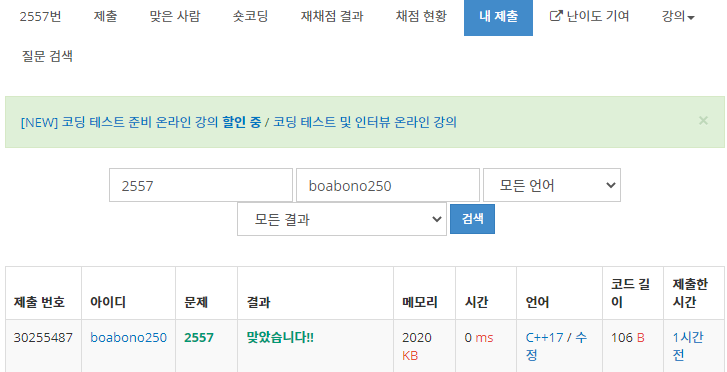 2557번 제출 맞은 사람 숏코딩 재채점 결과 채점 현황 내 제출 난이도 기여 강의
질문 검색
[NEW] 코딩 테스트 준비 온라인 강의 할인 중 / 코딩 테스트 및 인터뷰 온라인 강의 ×
2557 boabono250 모든 언어
모든 결과 검색
제출 번호 아이디 문제 결과 메모리 시간 언어 코드 길이 제출한 시간
30255487 boabono250 2557 맞았습니다!! 2020 KB 0 ms C++17 / 수정 106 B 1시간 전